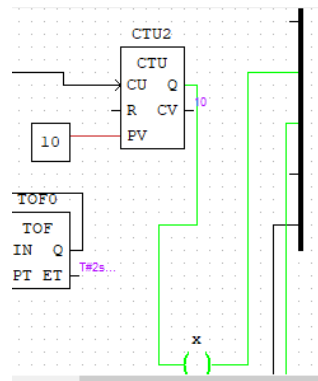 CTU2
CTU
CU Q
10
R CV
10 PV
TOF0
TOF
IN Q
T#2s...
PT ET
x
( )